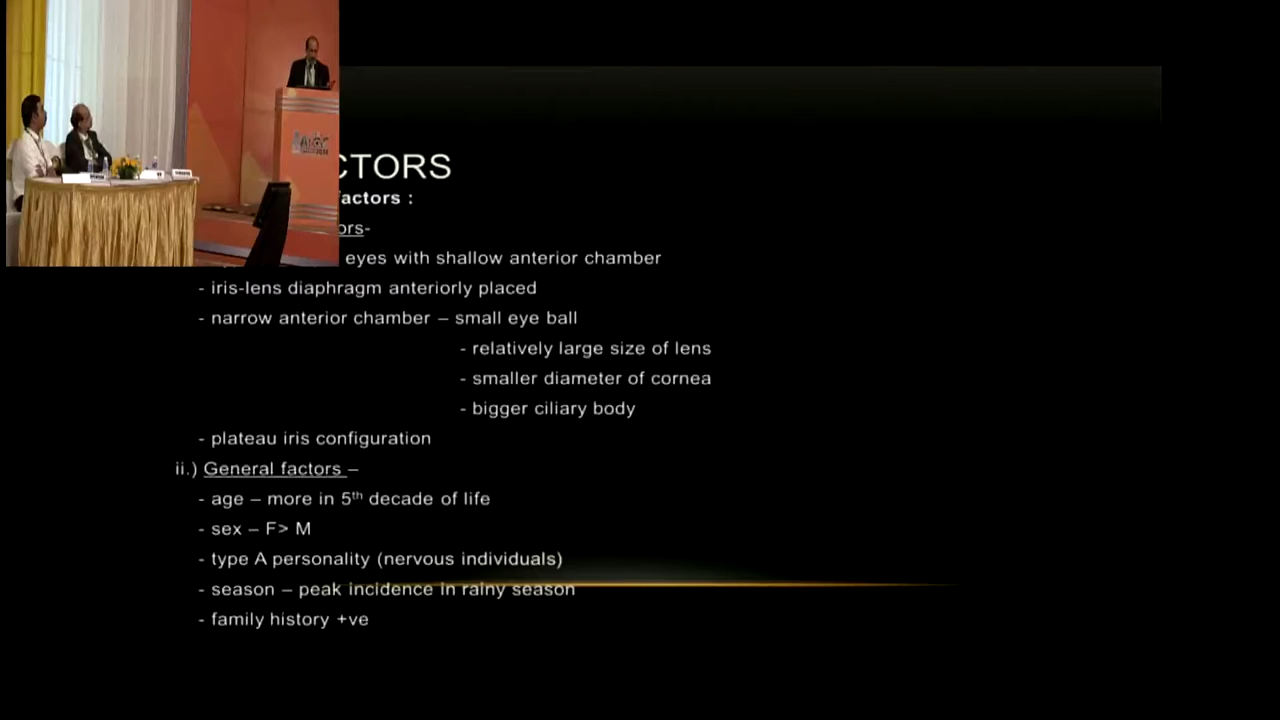 CTORS
factors :
ors-
eyes with shallow anterior chamber
- iris-lens diaphragm anteriorly placed
- narrow anterior chamber – small eye ball
- relatively large size of lens
- smaller diameter of cornea
- bigger ciliary body
- plateau iris configuration
ii.) General factors –
- age – more in 5th decade of life
- sex – F> M
- type A personality (nervous individuals)
- season – peak incidence in rainy season
- family history +ve